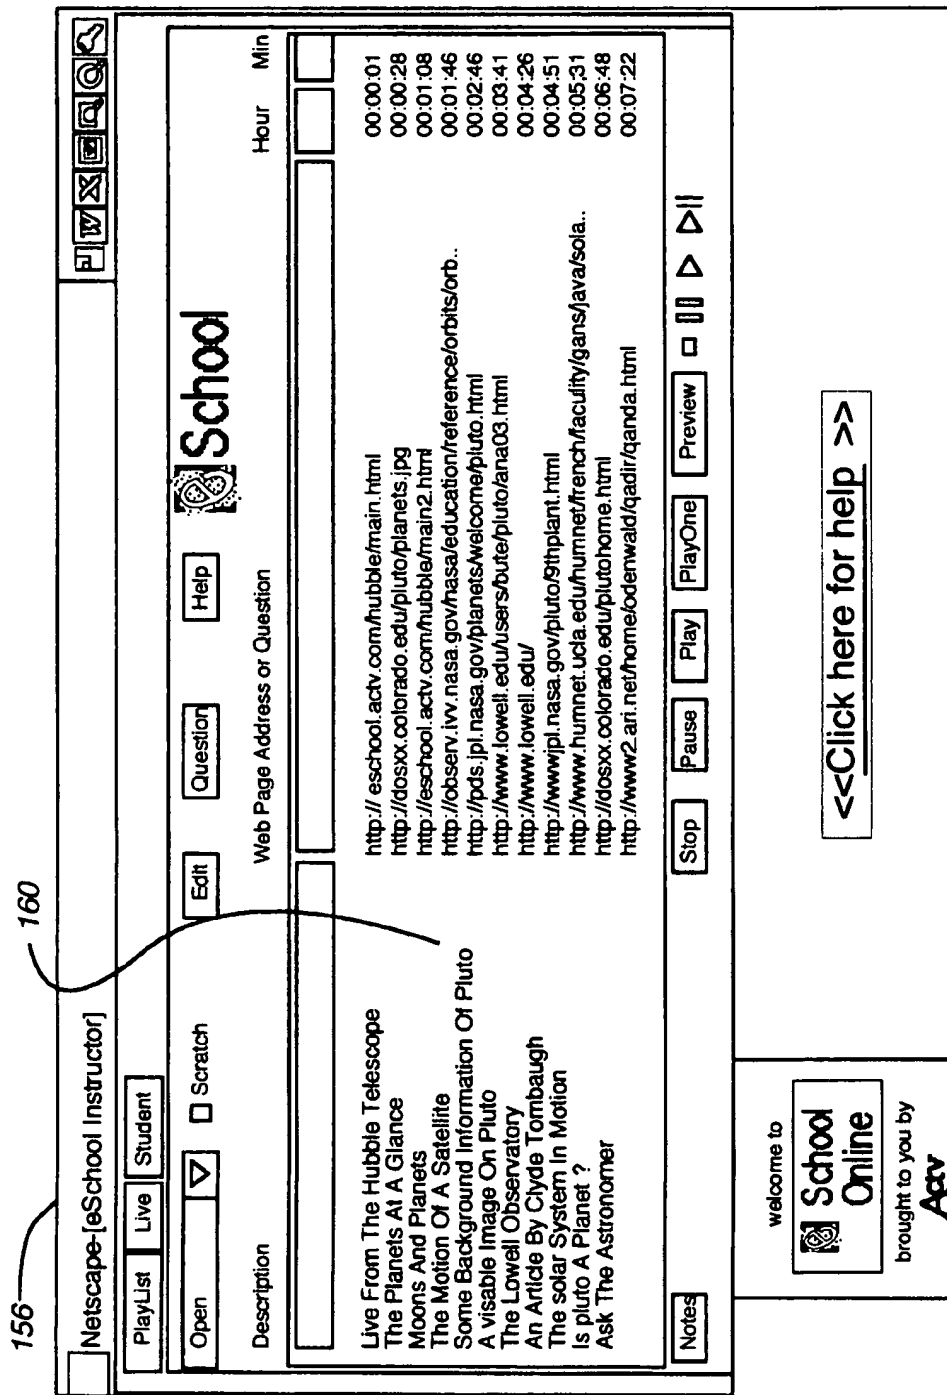 156
160
Netscape-[eSchool Instructor]
PlayList Live Student
Open Scratch Edit Question Help School
Description Web Page Address or Question Hour Min
Live From The Hubble Telescope http:// eschool.actv.com/hubble/main.html 00:00:01
The Planets At A Glance http://dosxx.colorado.edu/pluto/planets.jpg 00:00:28
Moons And Planets http://eschool.actv.com/hubble/main2.html 00:01:08
The Motion Of A Satellite http://observ.ivv.nasa.gov/nasa/education/reference/orbits/orb.. 00:01:46
Some Background Information Of Pluto http://pds.jpl.nasa.gov/planets/welcome/pluto.html 00:02:46
A visable Image On Pluto http://www.lowell.edu/users/bute/pluto/ana03.html 00:03:41
The Lowell Observatory http://www.lowell.edu/ 00:04:26
An Article By Clyde Tombaugh http://wwwjpl.nasa.gov/pluto/9thplant.html 00:04:51
The solar System In Motion http://www.humnet.ucla.edu/humnet/french/faculity/gans/java/sola.. 00:05:31
Is pluto A Planet ? http://dosxx.colorado.edu/plutohome.html 00:06:48
Ask The Astronomer http://www2.ari.net/home/odenwald/qadir/qanda.html 00:07:22
Notes Stop Pause Play PlayOne Preview
welcome to
School
Online
brought to you by
Actv
<<Click here for help >>